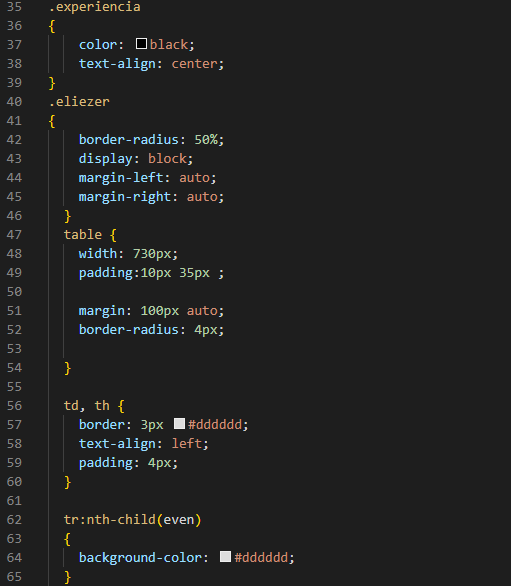 35 .experiencia
36 {
37     color: black;
38     text-align: center;
39 }
40 .eliezer
41 {
42     border-radius: 50%;
43     display: block;
44     margin-left: auto;
45     margin-right: auto;
46   }
47   table {
48     width: 730px;
49     padding:10px 35px ;
50
51     margin: 100px auto;
52     border-radius: 4px;
53
54   }
55
56   td, th {
57     border: 3px #dddddd;
58     text-align: left;
59     padding: 4px;
60   }
61
62   tr:nth-child(even)
63   {
64     background-color: #dddddd;
65   }